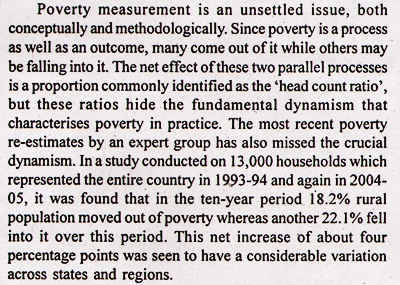 Poverty measurement is an unsettled issue, both
conceptually and methodologically. Since poverty is a process
as well as an outcome, many come out of it while others may
be falling into it. The net effect of these two parallel processes
is a proportion commonly identified as the ‘head count ratio’,
but these ratios hide the fundamental dynamism that
characterises poverty in practice. The most recent poverty
re-estimates by an expert group has also missed the crucial
dynamism. In a study conducted on 13,000 households which
represented the entire country in 1993-94 and again in 2004-
05, it was found that in the ten-year period 18.2% rural
population moved out of poverty whereas another 22.1% fell
into it over this period. This net increase of about four
percentage points was seen to have a considerable variation
across states and regions.